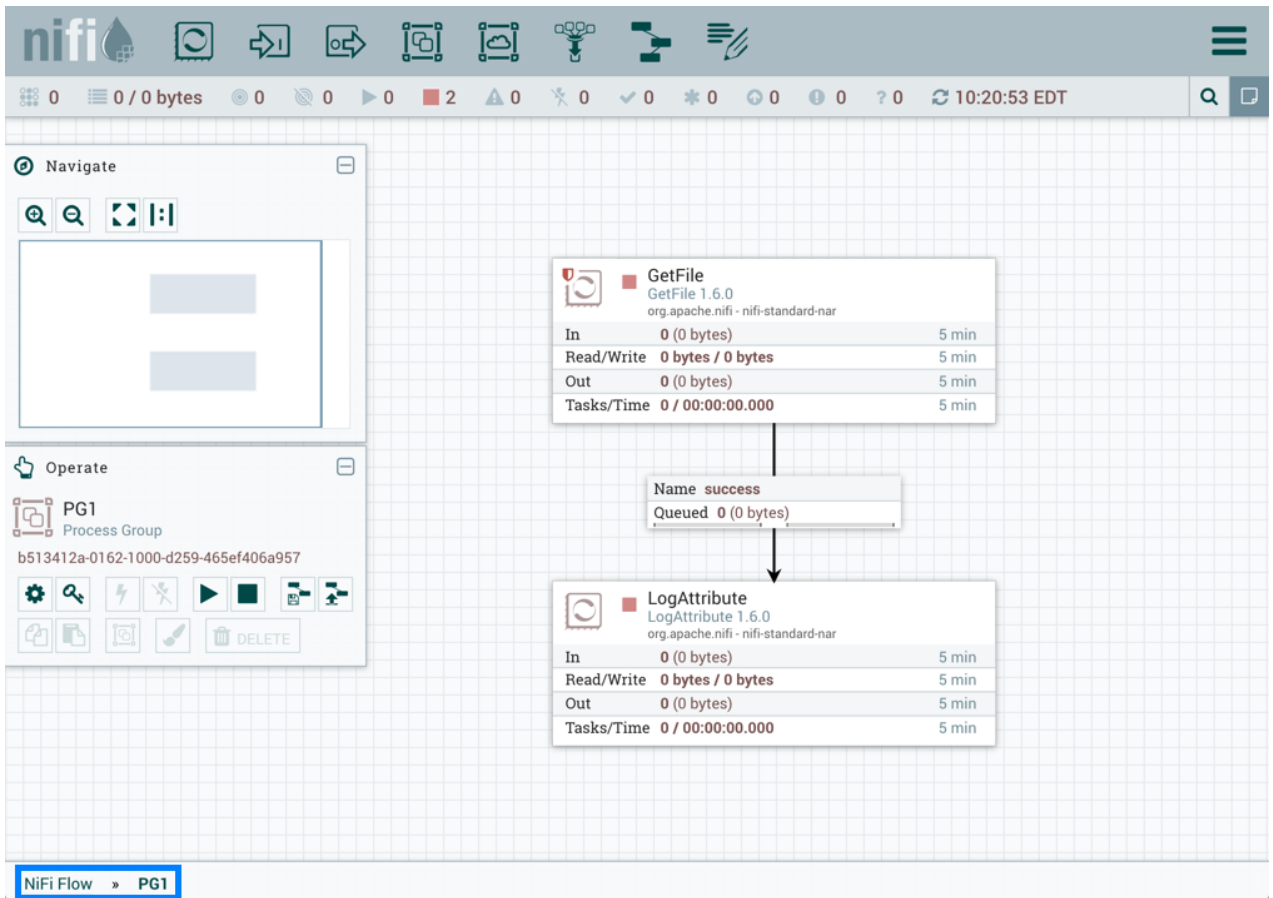 nifi
0 0 / 0 bytes 0 0 0 2 0 0 0 0 0 0 ? 0 10:20:53 EDT
Navigate
GetFile
GetFile 1.6.0
org.apache.nifi - nifi-standard-nar
In 0 (0 bytes) 5 min
Read/Write 0 bytes / 0 bytes 5 min
Out 0 (0 bytes) 5 min
Tasks/Time 0 / 00:00:00.000 5 min
Operate
PG1
Process Group
b513412a-0162-1000-d259-465ef406a957
DELETE
Name success
Queued 0 (0 bytes)
LogAttribute
LogAttribute 1.6.0
org.apache.nifi - nifi-standard-nar
In 0 (0 bytes) 5 min
Read/Write 0 bytes / 0 bytes 5 min
Out 0 (0 bytes) 5 min
Tasks/Time 0 / 00:00:00.000 5 min
NiFi Flow » PG1